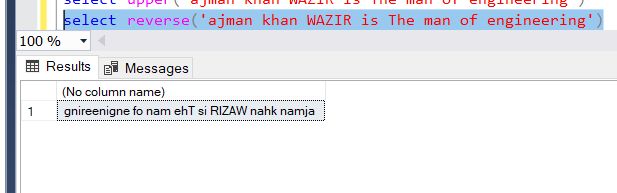 select upper('ajman khan WAZIR is The man of engineering')
select reverse('ajman khan WAZIR is The man of engineering')
100 %
Results Messages
(No column name)
1 gnireenigne fo nam ehT si RIZAW nahk namja